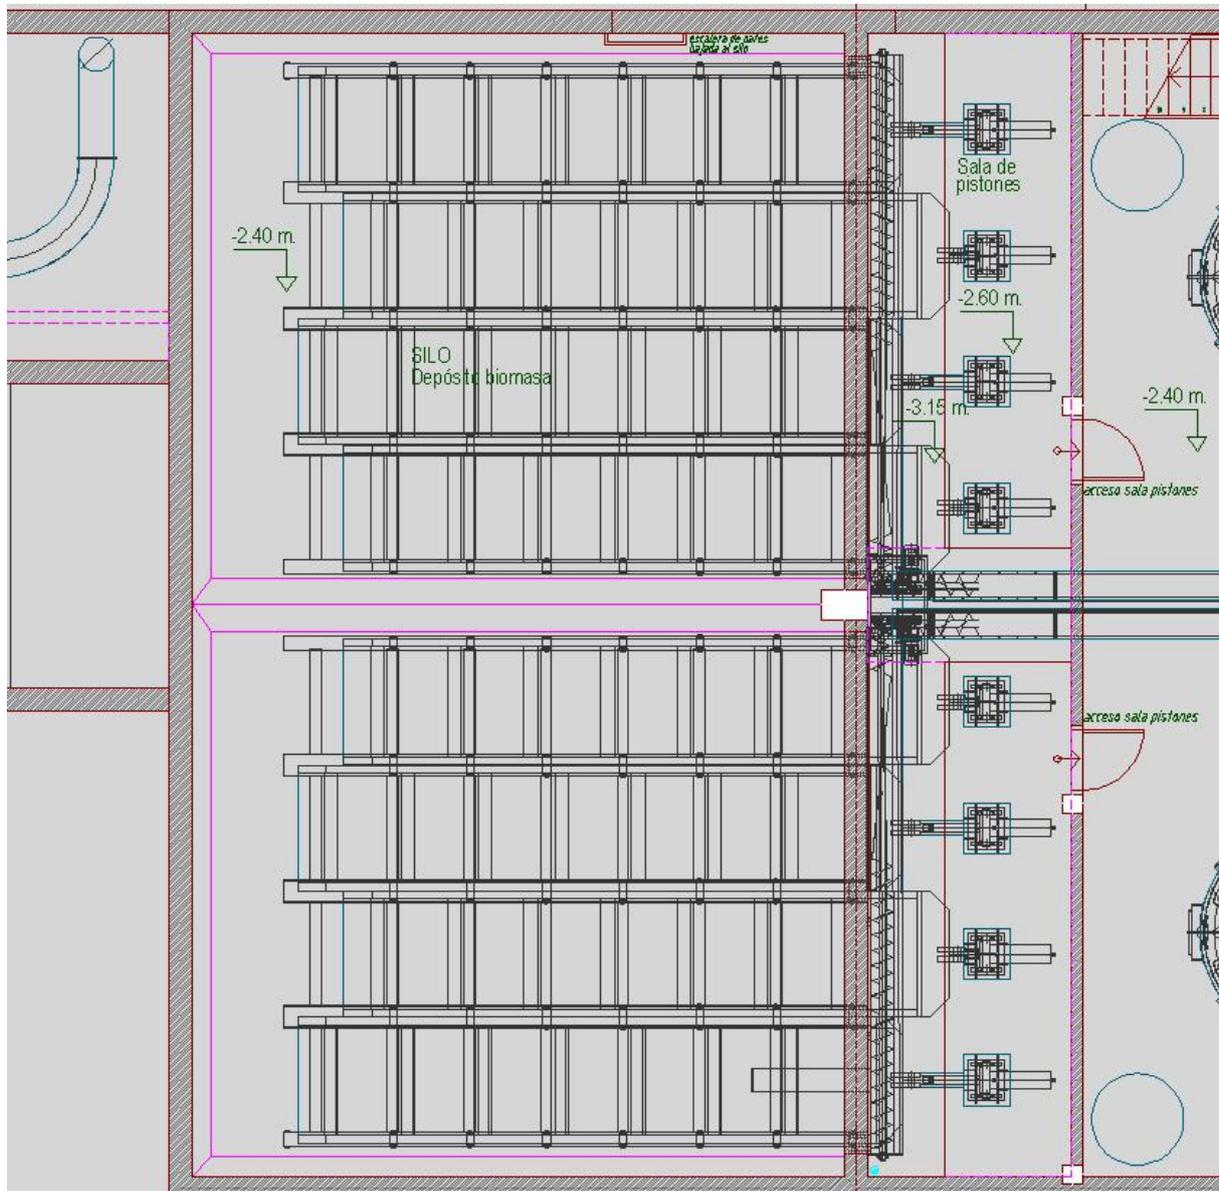 escalera de pates
bajada al silo
Sala de
pistones
-2.40 m.
-2.60 m.
SILO
Depósito biomasa
-3.15 m.
-2.40 m.
acceso sala pistones
acceso sala pistones